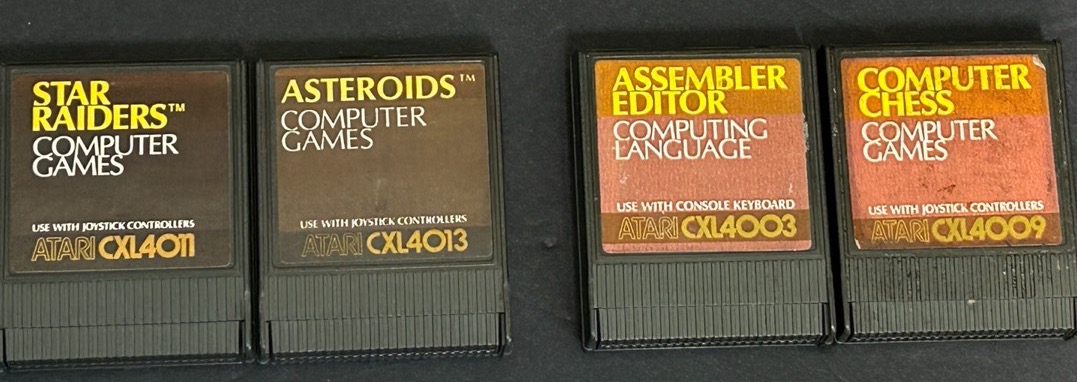 STAR
RAIDERS™
COMPUTER
GAMES
USE WITH JOYSTICK CONTROLLERS
ATARI CXL4011
ASTEROIDS™
COMPUTER
GAMES
USE WITH JOYSTICK CONTROLLERS
ATARI CXL4013
ASSEMBLER
EDITOR
COMPUTING
LANGUAGE
USE WITH CONSOLE KEYBOARD
ATARI CXL4003
COMPUTER
CHESS
COMPUTER
GAMES
USE WITH JOYSTICK CONTROLLERS
ATARI CXL4009